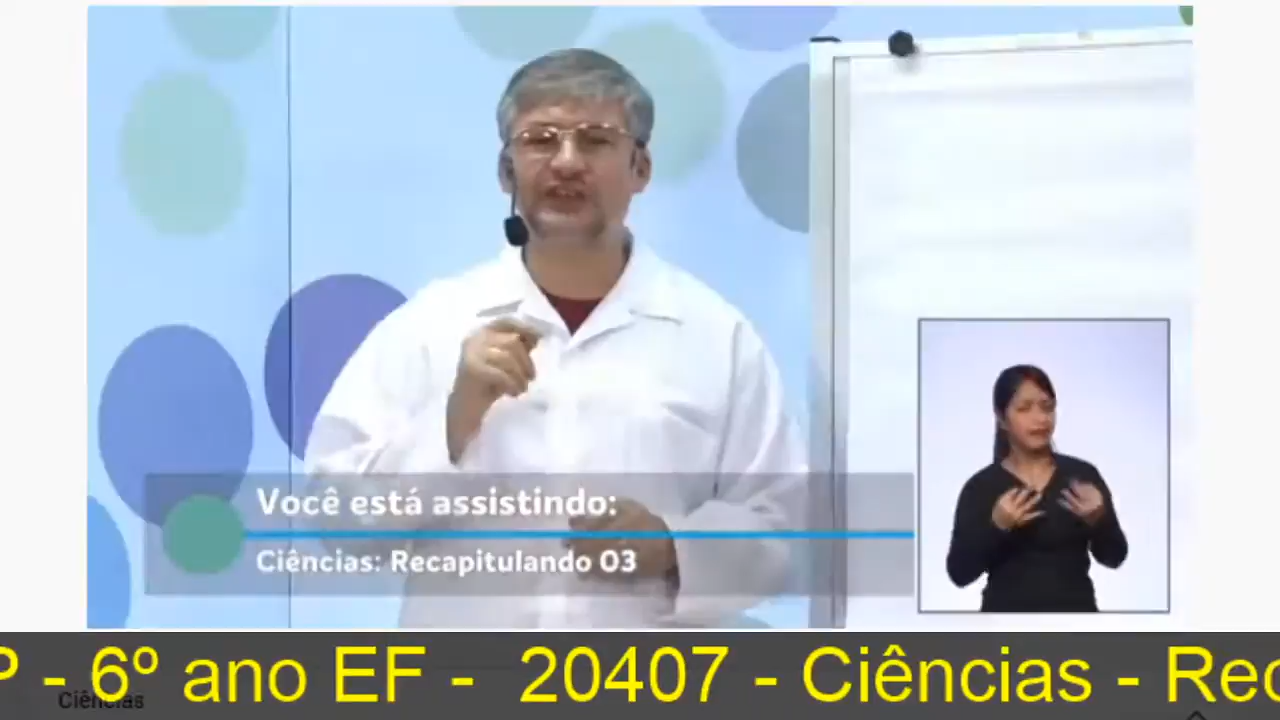 Você está assistindo:
Ciências: Recapitulando 03
P - 6º ano EF - 20407 - Ciências - Rec
Ciências